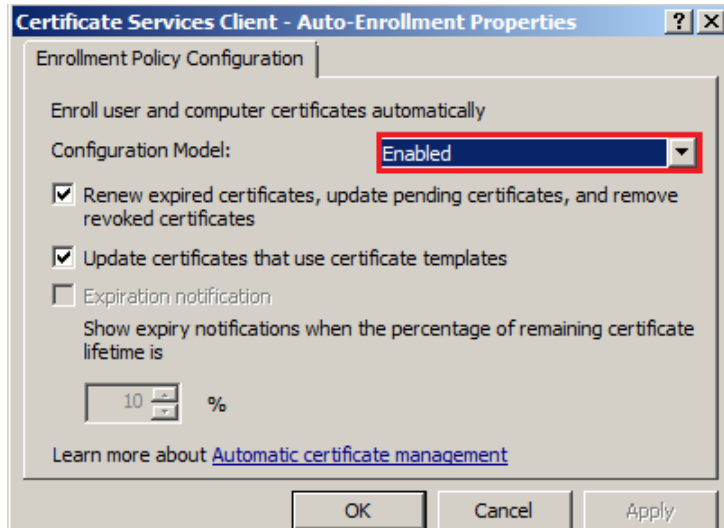 Certificate Services Client - Auto-Enrollment Properties
Enrollment Policy Configuration
Enroll user and computer certificates automatically
Configuration Model: Enabled
Renew expired certificates, update pending certificates, and remove
revoked certificates
Update certificates that use certificate templates
Expiration notification
Show expiry notifications when the percentage of remaining certificate
lifetime is
10 %
Learn more about Automatic certificate management
OK Cancel Apply